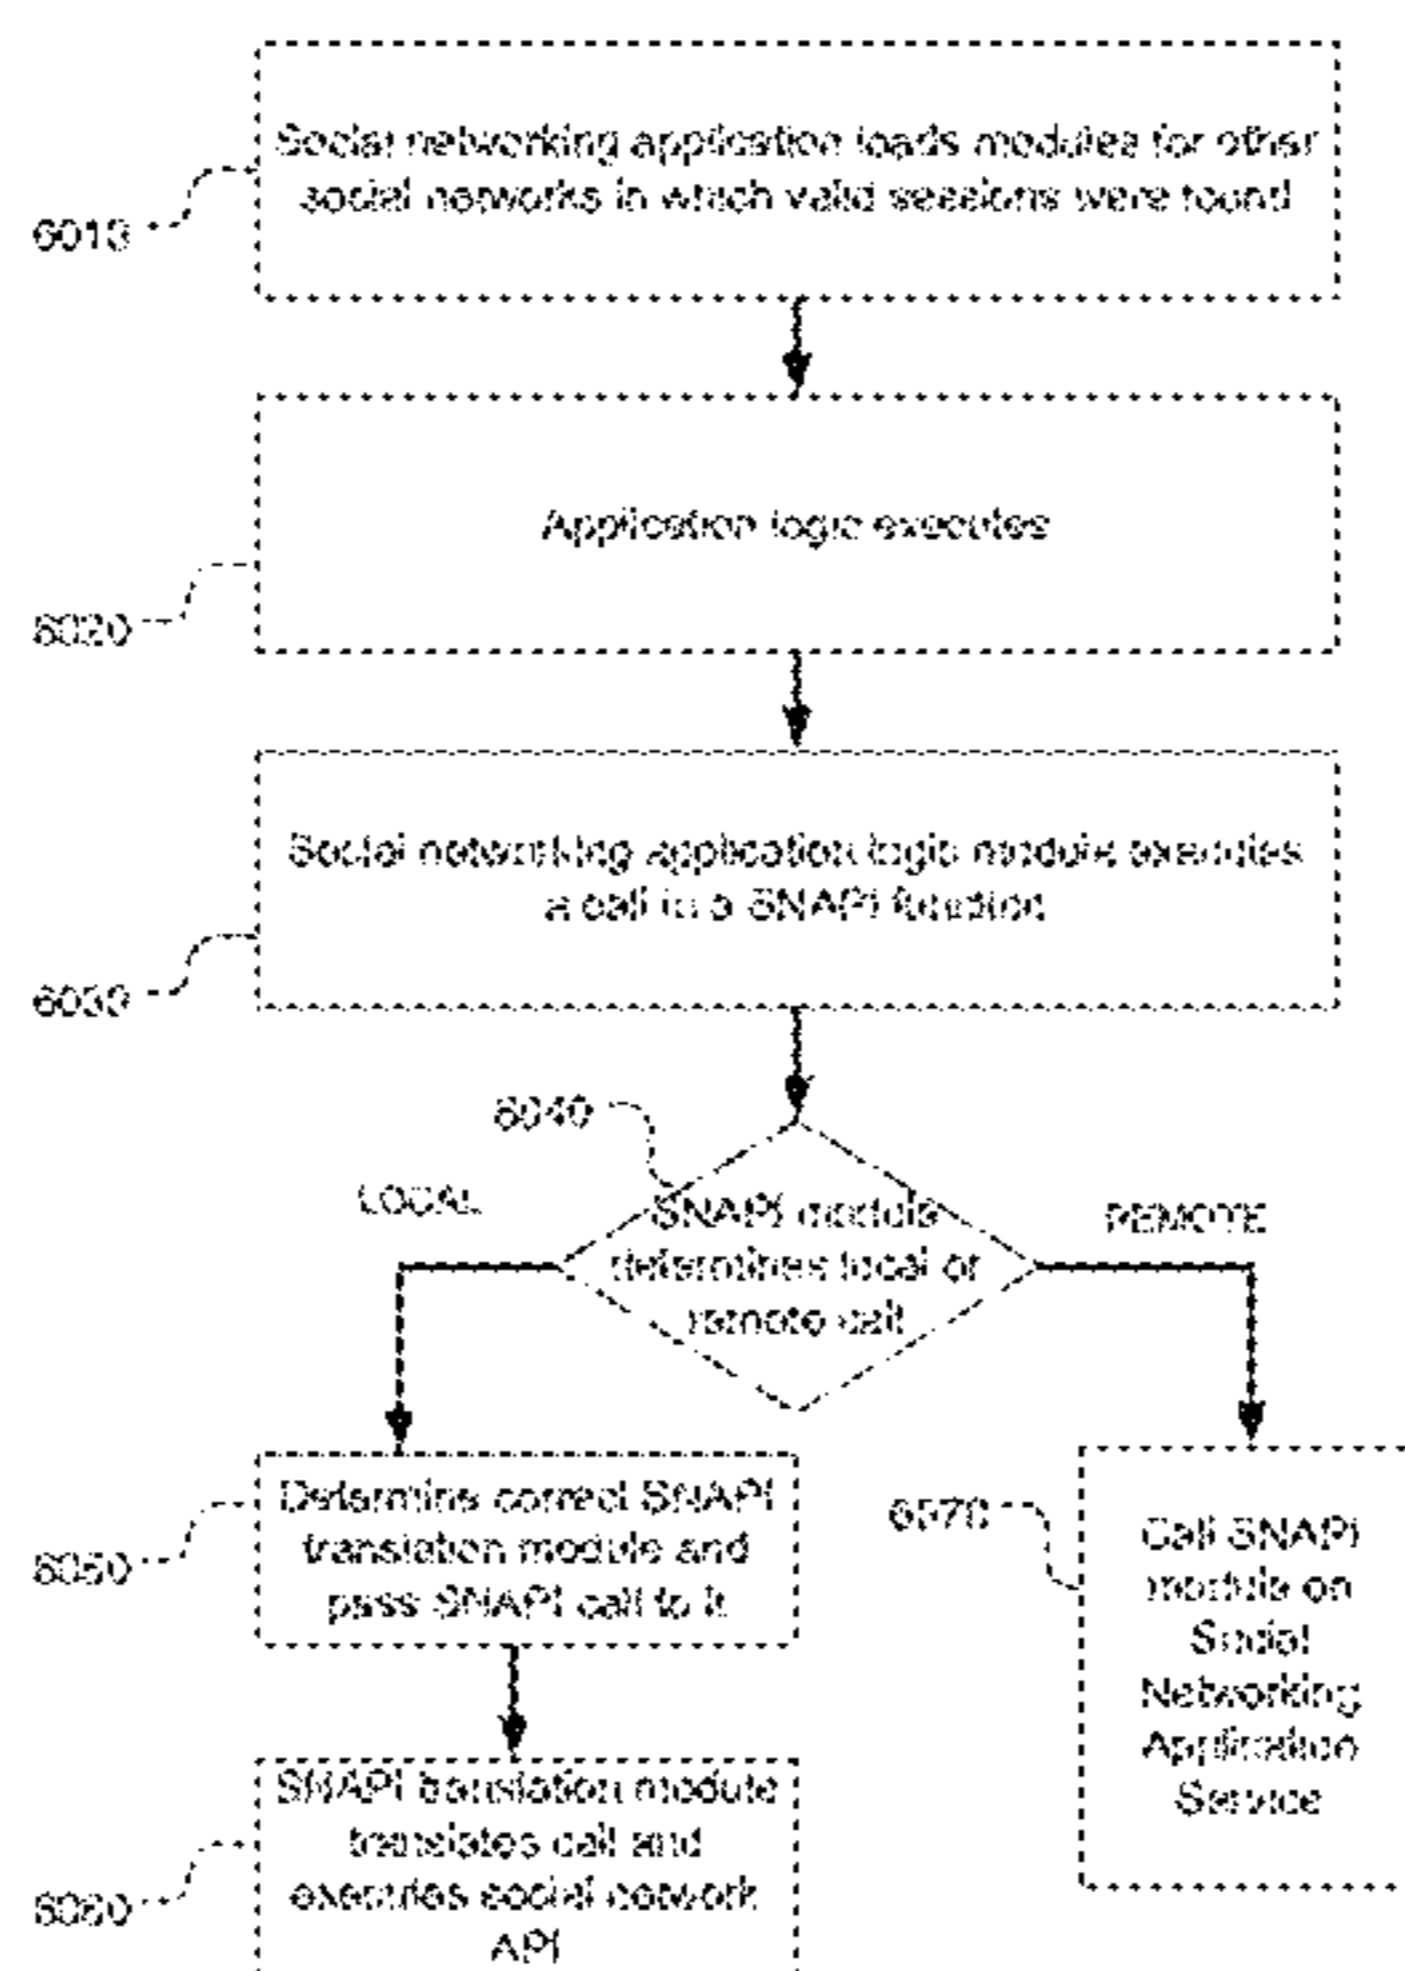 Social networking application loads modules for other
social networks in which valid sessions were found
6010
Application logic executes
6020
Social networking application logic module executes
a call in a SNAPI function
6030
6040
LOCAL
REMOTE
SNAPI module
determines local or
remote call
Determine correct SNAPI
translation module and
pass SNAPI call to it
6050
6070
Call SNAPI
module on
Social
Networking
Application
Service
SNAPI translation module
translates call and
executes social network
API
6060